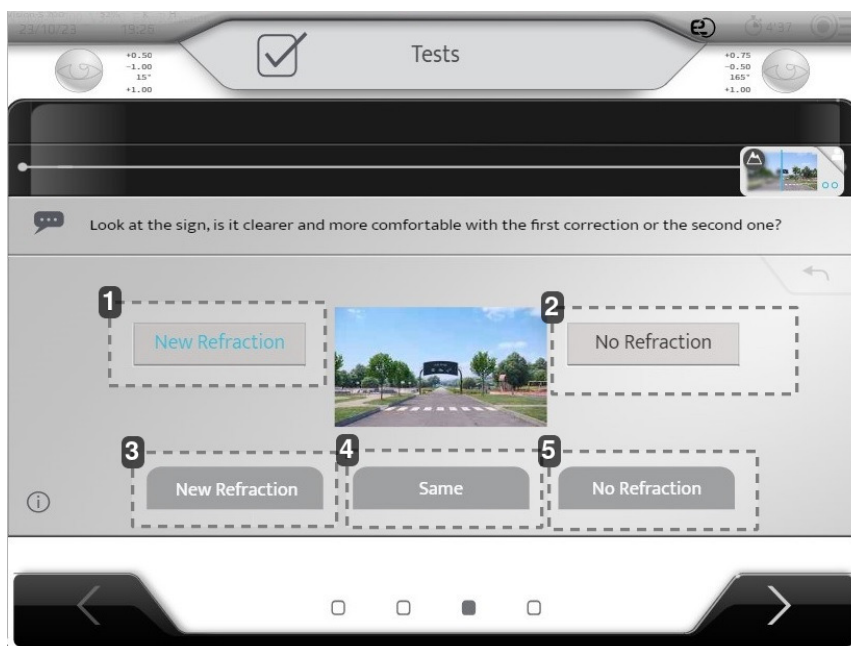 23/10/23 19:26
Tests
4'37
+0.50
-1.00
15°
+1.00
+0.75
-0.50
165°
+1.00
Look at the sign, is it clearer and more comfortable with the first correction or the second one?
1
New Refraction
2
No Refraction
3
New Refraction
4
Same
5
No Refraction